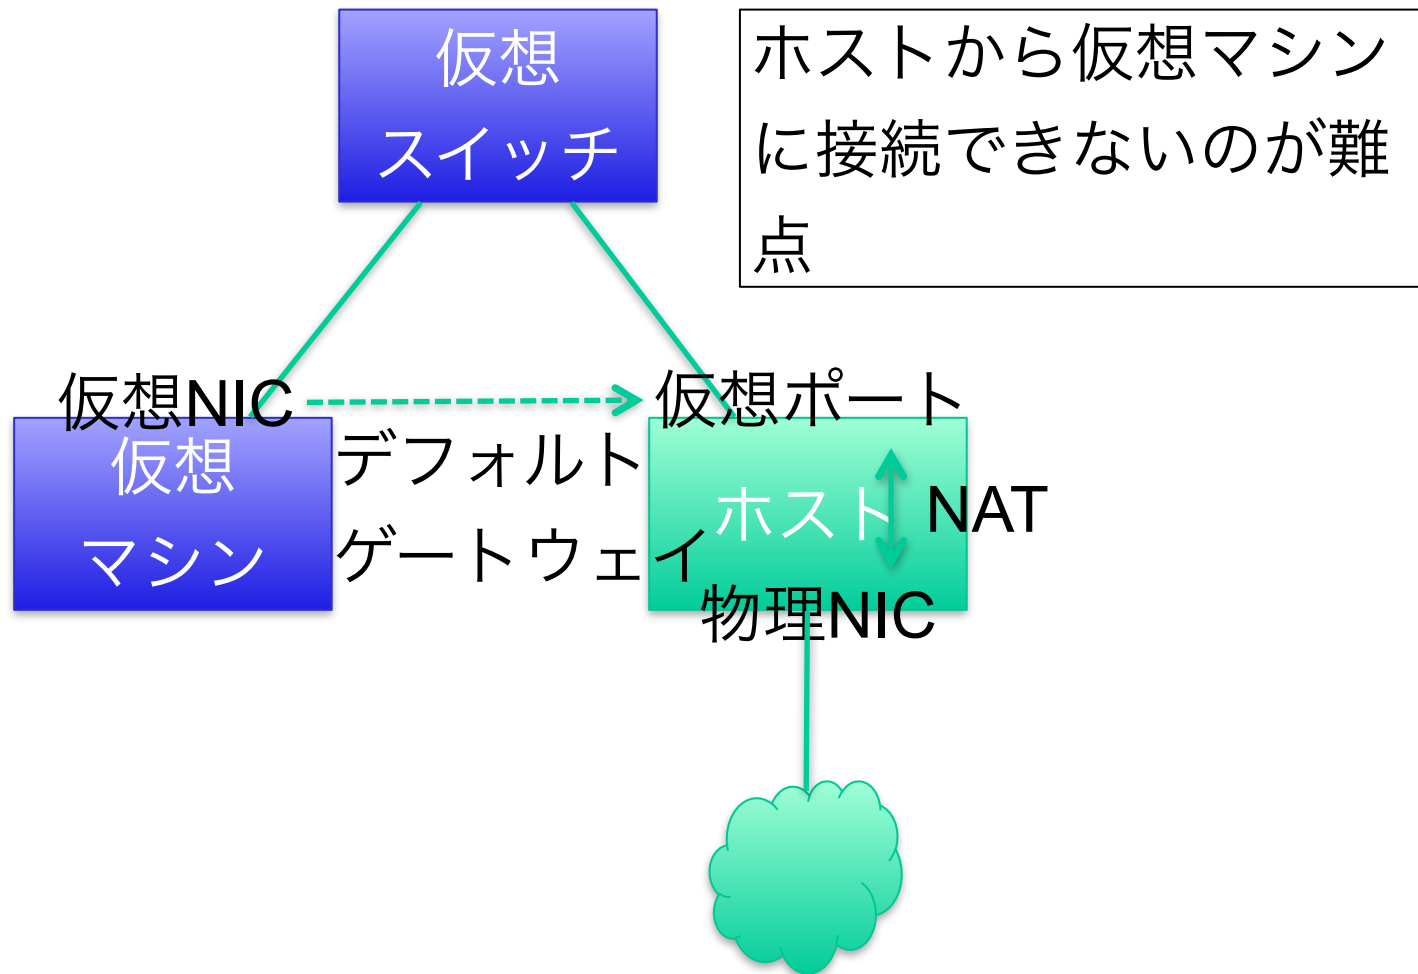 仮想
スイッチ
ホストから仮想マシン
に接続できないのが難
点
仮想NIC
仮想ポート
仮想
マシン
デフォルト
ゲートウェイ
ホスト
NAT
物理NIC